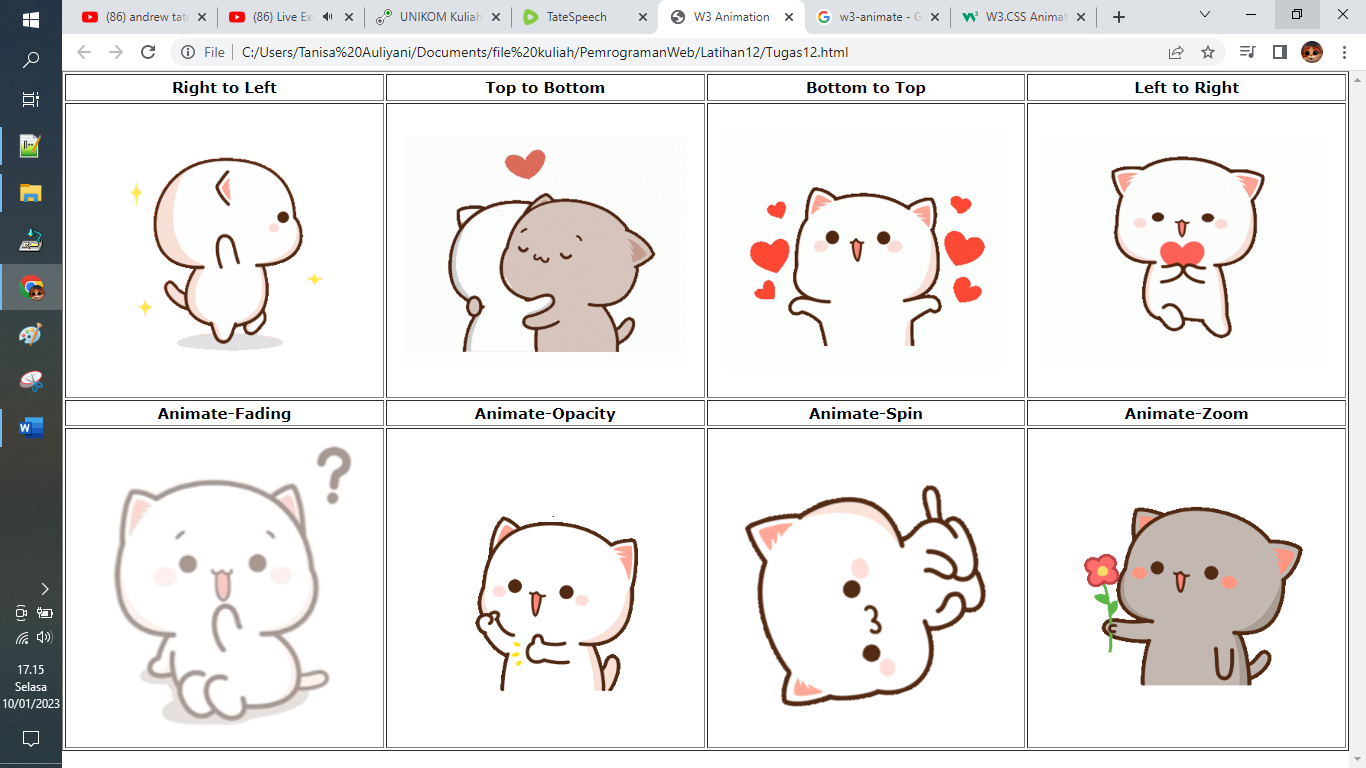 (86) andrew tat
(86) Live Ex
UNIKOM Kuliah
TateSpeech
W3 Animation
w3-animate - G
W3.CSS Animat
File
C:/Users/Tanisa%20Auliyani/Documents/file%20kuliah/PemrogramanWeb/Latihan12/Tugas12.html
Right to Left
Top to Bottom
Bottom to Top
Left to Right
Animate-Fading
Animate-Opacity
Animate-Spin
Animate-Zoom
?
17.15
Selasa
10/01/2023